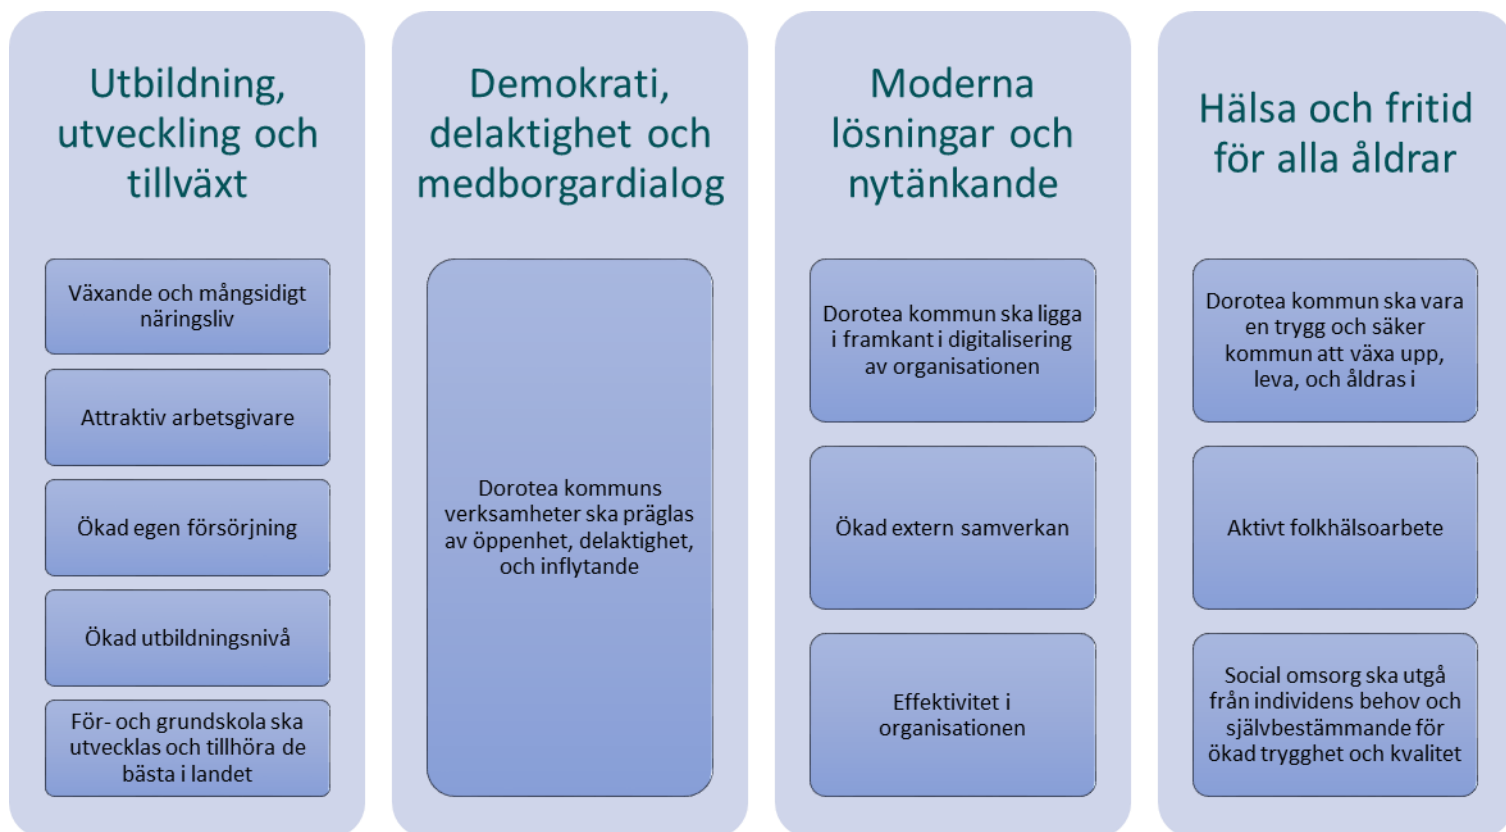 Utbildning,
utveckling och
tillväxt
Växande och mångsidigt
näringsliv
Attraktiv arbetsgivare
Ökad egen försörjning
Ökad utbildningsnivå
För- och grundskola ska
utvecklas och tillhöra de
bästa i landet
Demokrati,
delaktighet och
medborgardialog
Dorotea kommuns
verksamheter ska präglas
av öppenhet, delaktighet,
och inflytande
Moderna
lösningar och
nytänkande
Dorotea kommun ska ligga
i framkant i digitalisering
av organisationen
Ökad extern samverkan
Effektivitet i
organisationen
Hälsa och fritid
för alla åldrar
Dorotea kommun ska vara
en trygg och säker
kommun att växa upp,
leva, och åldras i
Aktivt folkhälsoarbete
Social omsorg ska utgå
från individens behov och
självbestämmande för
ökad trygghet och kvalitet